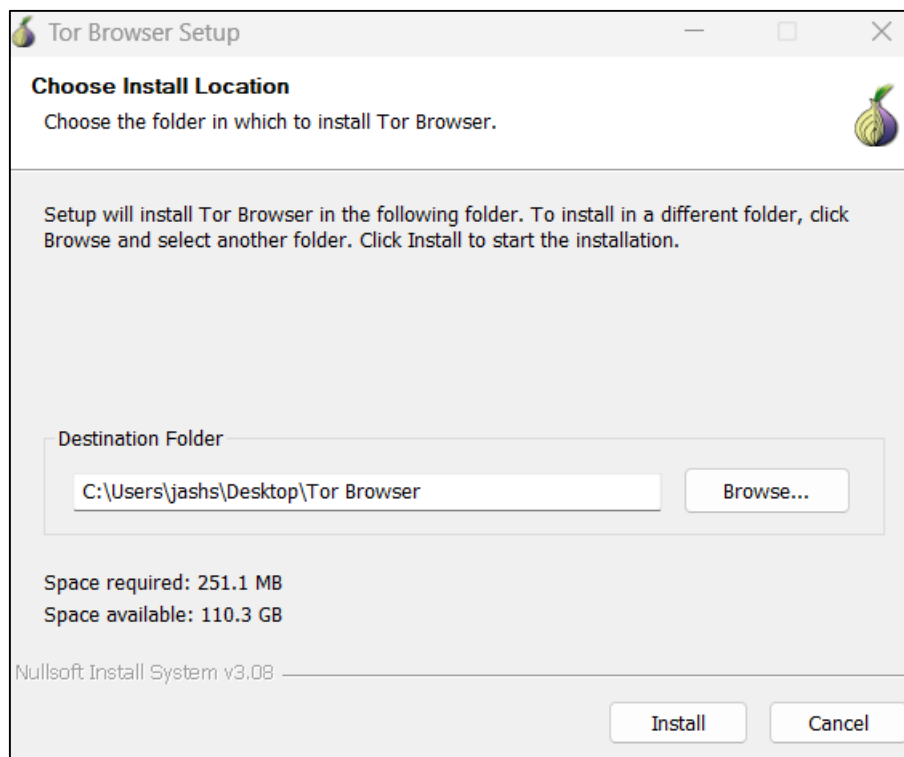 Tor Browser Setup
Choose Install Location
Choose the folder in which to install Tor Browser.
Setup will install Tor Browser in the following folder. To install in a different folder, click
Browse and select another folder. Click Install to start the installation.
Destination Folder
C:\Users\jashs\Desktop\Tor Browser
Browse...
Space required: 251.1 MB
Space available: 110.3 GB
Nullsoft Install System v3.08
Install
Cancel